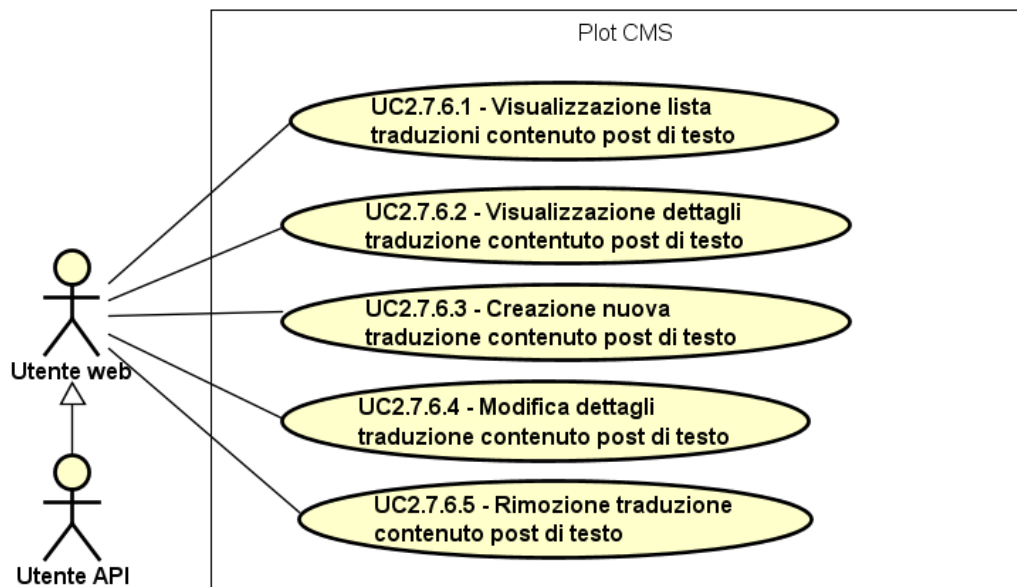 Plot CMS
UC2.7.6.1 - Visualizzazione lista
traduzioni contenuto post di testo
UC2.7.6.2 - Visualizzazione dettagli
traduzione contentuto post di testo
UC2.7.6.3 - Creazione nuova
traduzione contenuto post di testo
Utente web
UC2.7.6.4 - Modifica dettagli
traduzione contenuto post di testo
UC2.7.6.5 - Rimozione traduzione
contenuto post di testo
Utente API